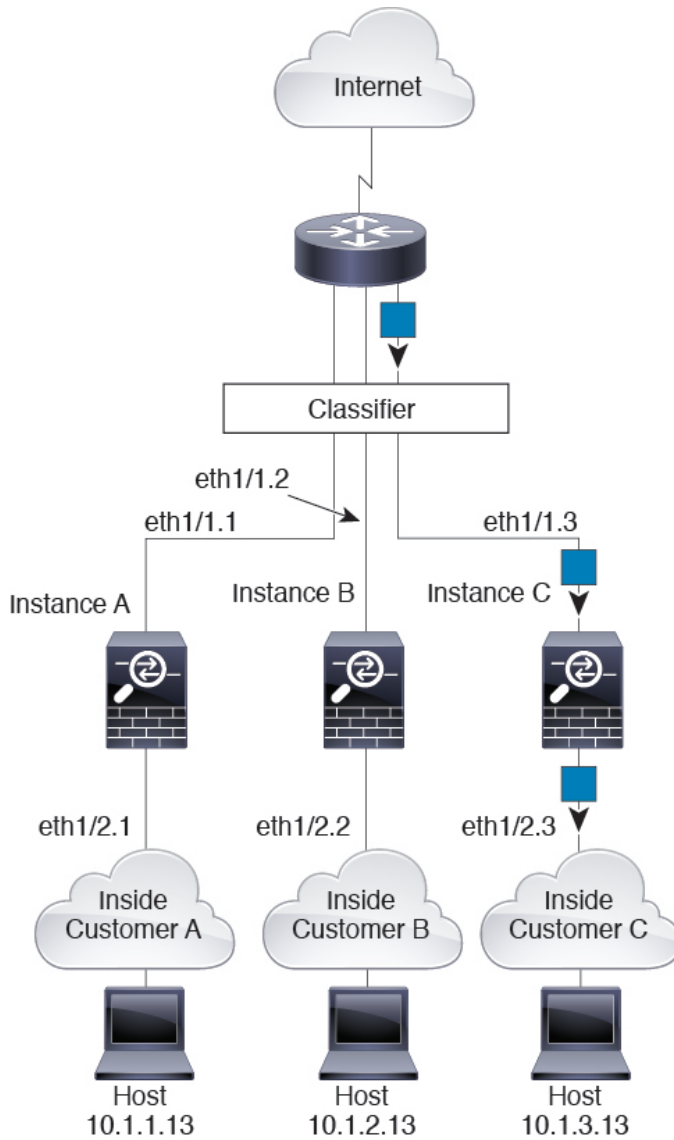 Internet
Classifier
eth1/1.2
eth1/1.1
eth1/1.3
Instance A
Instance B
Instance C
eth1/2.1
eth1/2.2
eth1/2.3
Inside
Customer A
Inside
Customer B
Inside
Customer C
Host
10.1.1.13
Host
10.1.2.13
Host
10.1.3.13